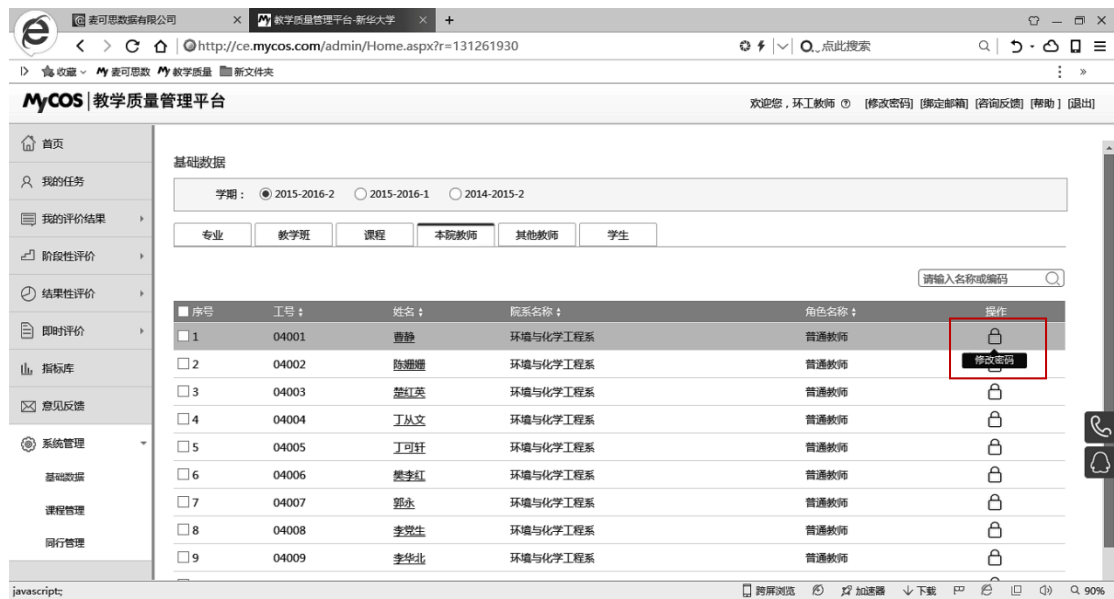 麦可思数据有限公司 × 教学质量管理平台-新华大学 × +
http://ce.mycos.com/admin/Home.aspx?r=131261930 点此搜索
收藏 麦可思数 教学质量 新文件夹
MyCOS 教学质量管理平台 欢迎您，环工教师 [修改密码] [绑定邮箱] [咨询反馈] [帮助 ] [退出]
首页
我的任务
我的评价结果
阶段性评价
结果性评价
即时评价
指标库
意见反馈
系统管理
基础数据
课程管理
同行管理
基础数据
学期： 2015-2016-2 2015-2016-1 2014-2015-2
专业 教学班 课程 本院教师 其他教师 学生
请输入名称或编码
序号 工号 姓名 院系名称 角色名称 操作
1 04001 曹静 环境与化学工程系 普通教师
修改密码
2 04002 陈姗姗 环境与化学工程系 普通教师
3 04003 楚红英 环境与化学工程系 普通教师
4 04004 丁从文 环境与化学工程系 普通教师
5 04005 丁可轩 环境与化学工程系 普通教师
6 04006 樊李红 环境与化学工程系 普通教师
7 04007 郭永 环境与化学工程系 普通教师
8 04008 李党生 环境与化学工程系 普通教师
9 04009 李华北 环境与化学工程系 普通教师
javascript:; 跨屏浏览 加速器 下载 90%